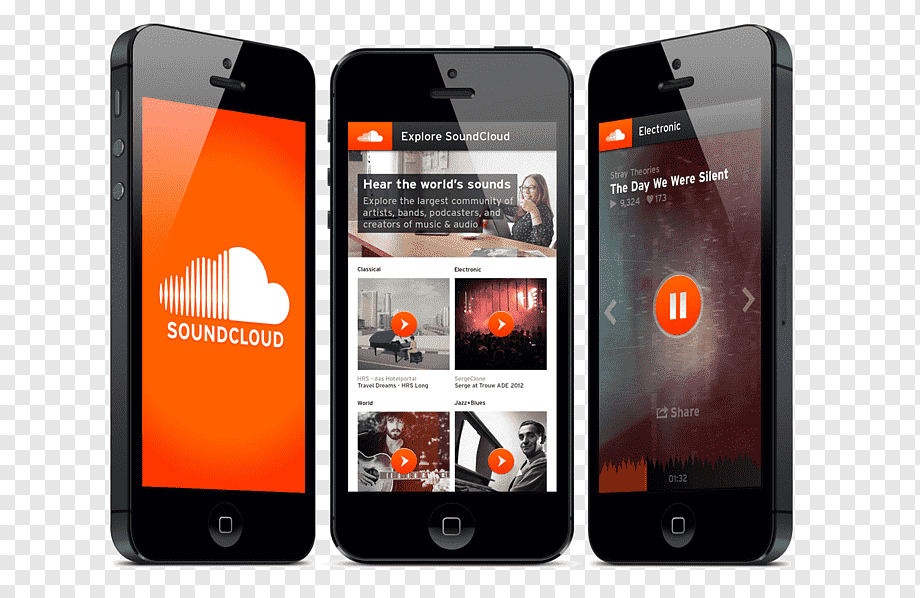 SOUNDCLOUD
Explore SoundCloud
Hear the world's sounds
Explore the largest community of
artists, bands, podcasters, and
creators of music & audio
Classical
Electronic
HRS - das Hotelportal
Travel Dreams - HRS Long
SergeClone
Serge at Trouw ADE 2012
World
Jazz+Blues
Electronic
Stray Theories
The Day We Were Silent
9,324 173
Share
01:32